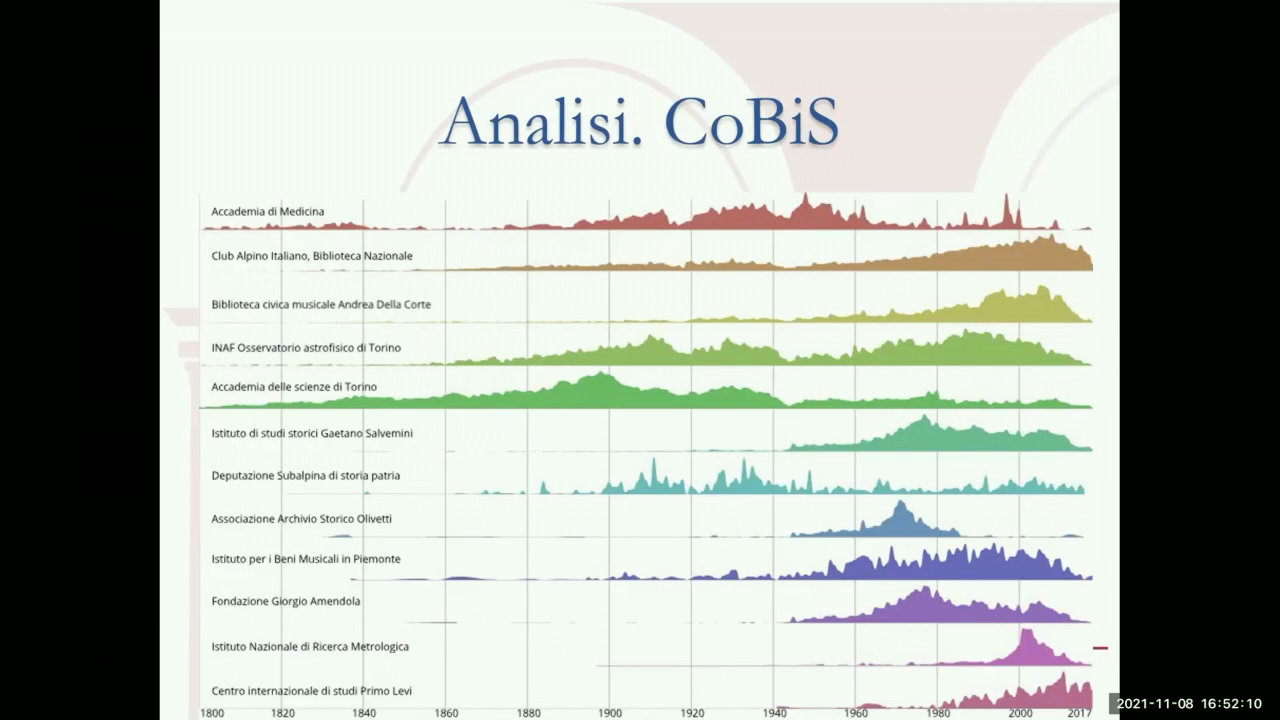 Analisi. CoBiS
Accademia di Medicina
Club Alpino Italiano, Biblioteca Nazionale
Biblioteca civica musicale Andrea Della Corte
INAF Osservatorio astrofisico di Torino
Accademia delle scienze di Torino
Istituto di studi storici Gaetano Salvemini
Deputazione Subalpina di storia patria
Associazione Archivio Storico Olivetti
Istituto per i Beni Musicali in Piemonte
Fondazione Giorgio Amendola
Istituto Nazionale di Ricerca Metrologica
Centro internazionale di studi Primo Levi
1800 1820 1840 1860 1880 1900 1920 1940 1960 1980 2000 2017
2021-11-08 16:52:10